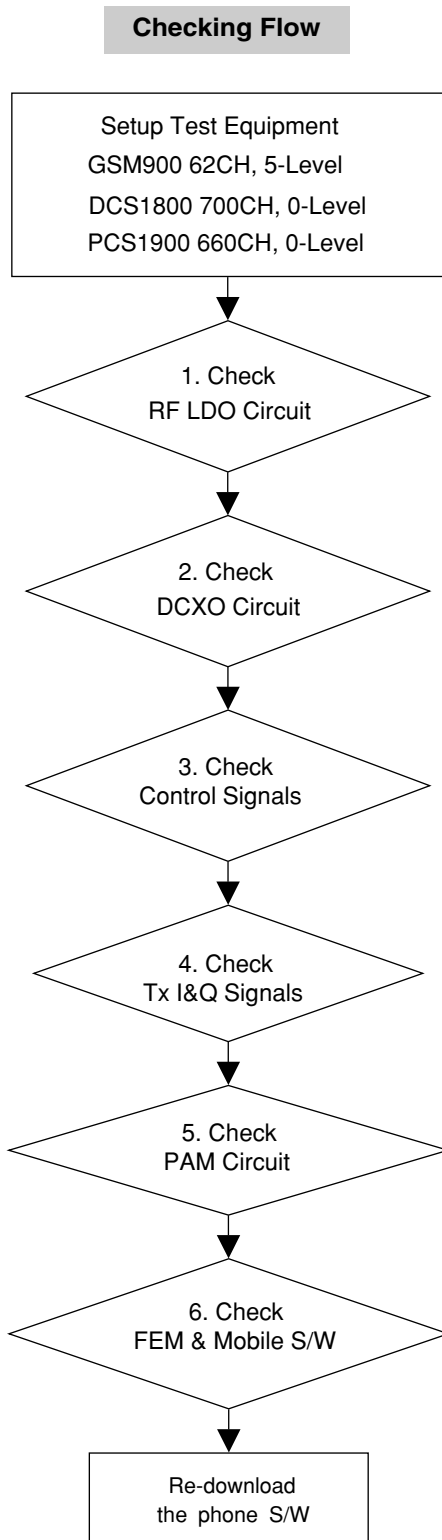 Checking Flow
Setup Test Equipment
GSM900 62CH, 5-Level
DCS1800 700CH, 0-Level
PCS1900 660CH, 0-Level
1. Check
RF LDO Circuit
2. Check
DCXO Circuit
3. Check
Control Signals
4. Check
Tx I&Q Signals
5. Check
PAM Circuit
6. Check
FEM & Mobile S/W
Re-download
the phone S/W